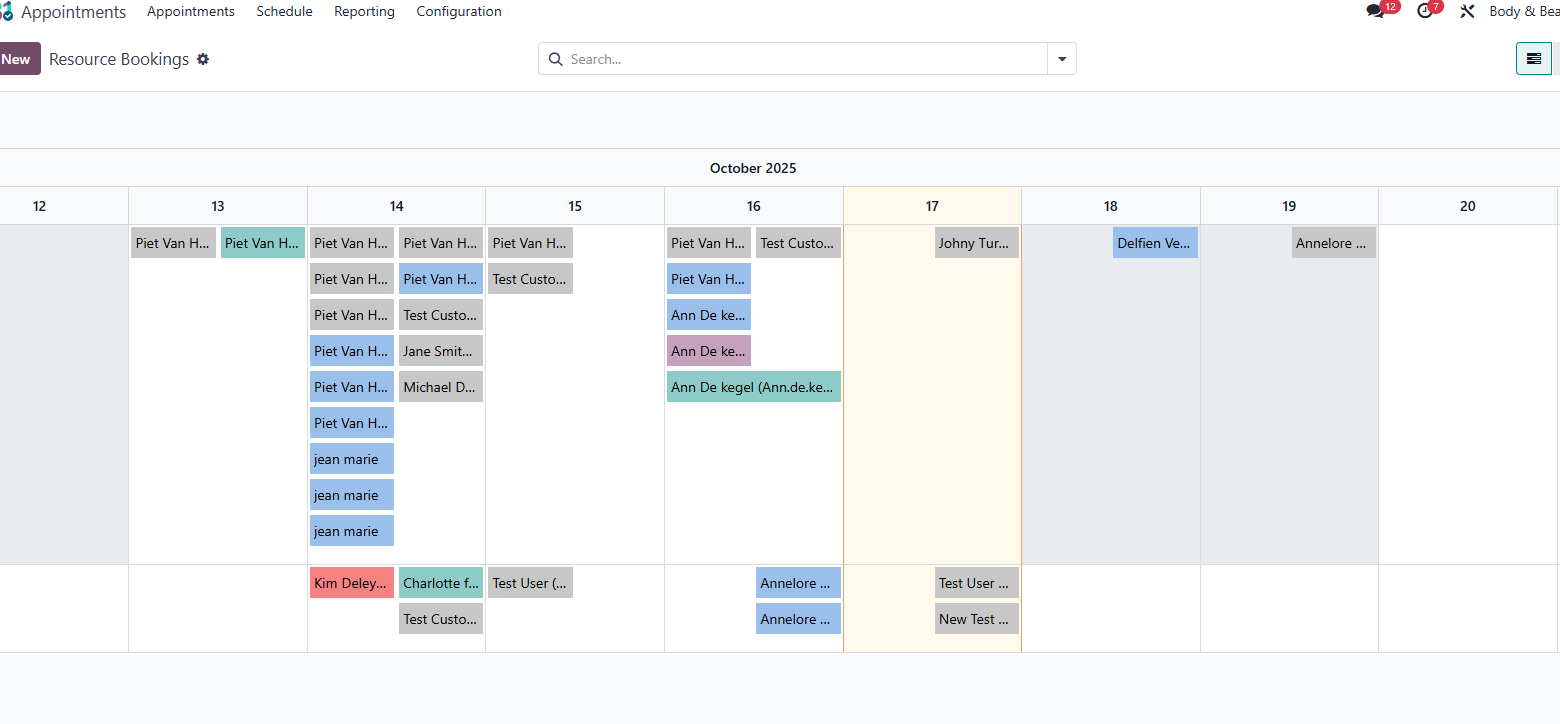 Appointments Appointments Schedule Reporting Configuration 12 7 Body & Bea
New Resource Bookings Search...
October 2025
12 13 14 15 16 17 18 19 20
Piet Van H... Piet Van H... Piet Van H... Piet Van H... Piet Van H... Piet Van H... Test Custo... Johny Tur... Delfien Ve... Annelore ...
Piet Van H... Piet Van H... Test Custo... Piet Van H...
Piet Van H... Test Custo... Ann De ke...
Piet Van H... Jane Smit... Ann De ke...
Piet Van H... Michael D... Ann De kegel (Ann.de.ke...
Piet Van H...
jean marie
jean marie
jean marie
Kim Deley... Charlotte f... Test User (... Annelore ... Test User ...
Test Custo... Annelore ... New Test ...